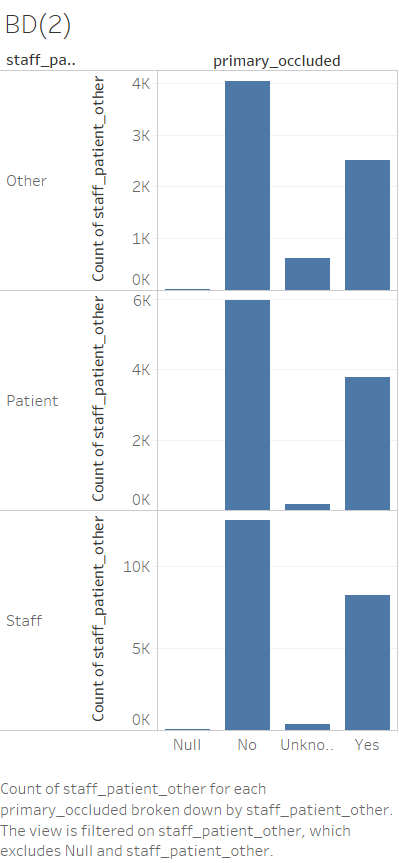 BD(2)
staff_pa.. primary_occluded
Other
Count of staff_patient_other
4K
3K
2K
1K
0K
Patient
Count of staff_patient_other
6K
4K
2K
0K
Staff
Count of staff_patient_other
10K
5K
0K
Null No Unkno.. Yes
Count of staff_patient_other for each
primary_occluded broken down by staff_patient_other.
The view is filtered on staff_patient_other, which
excludes Null and staff_patient_other.